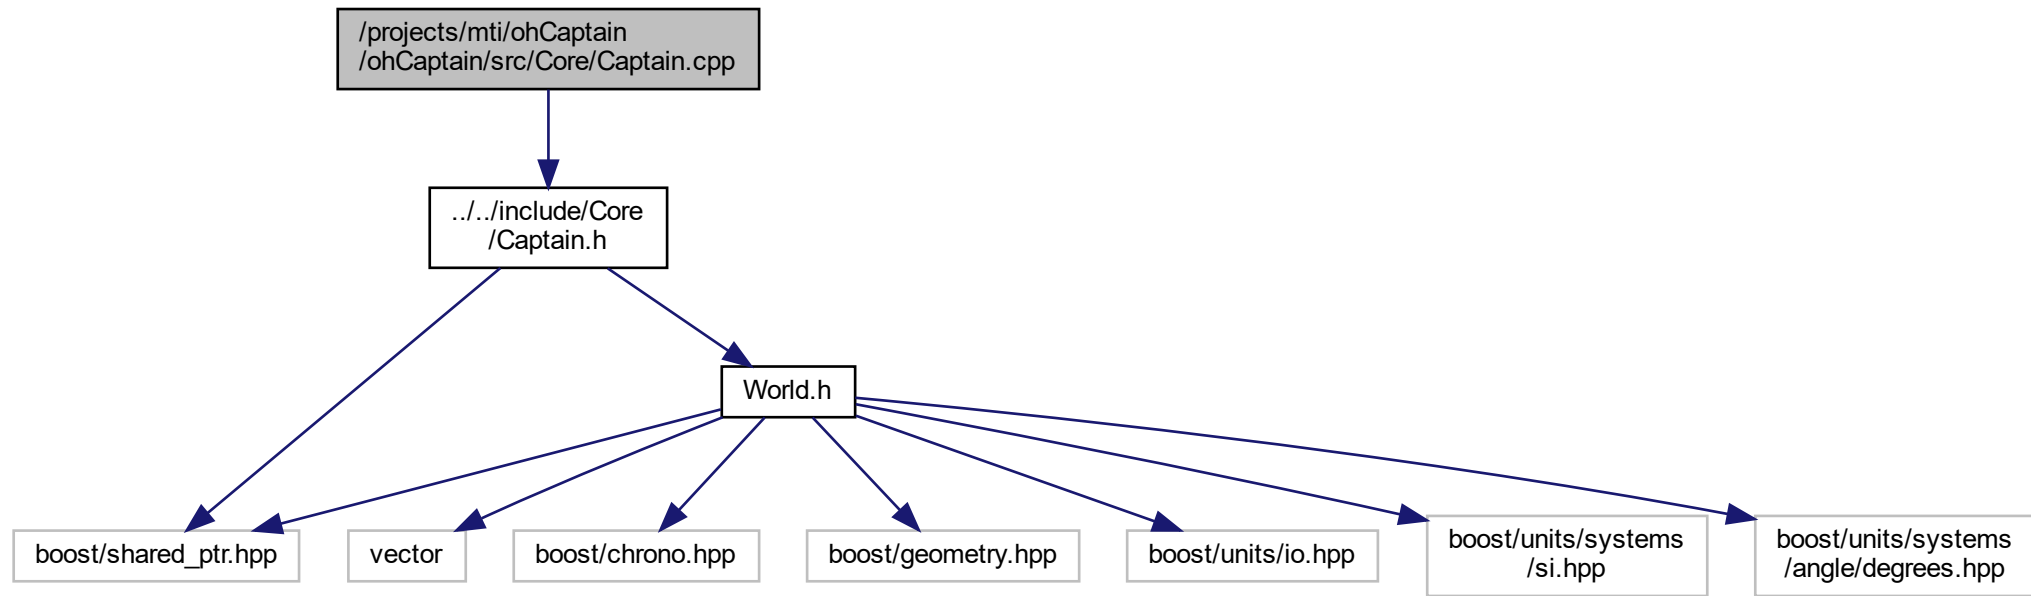 /projects/mti/ohCaptain
/ohCaptain/src/Core/Captain.cpp
../../include/Core
/Captain.h
World.h
boost/shared_ptr.hpp
vector
boost/chrono.hpp
boost/geometry.hpp
boost/units/io.hpp
boost/units/systems
/si.hpp
boost/units/systems
/angle/degrees.hpp